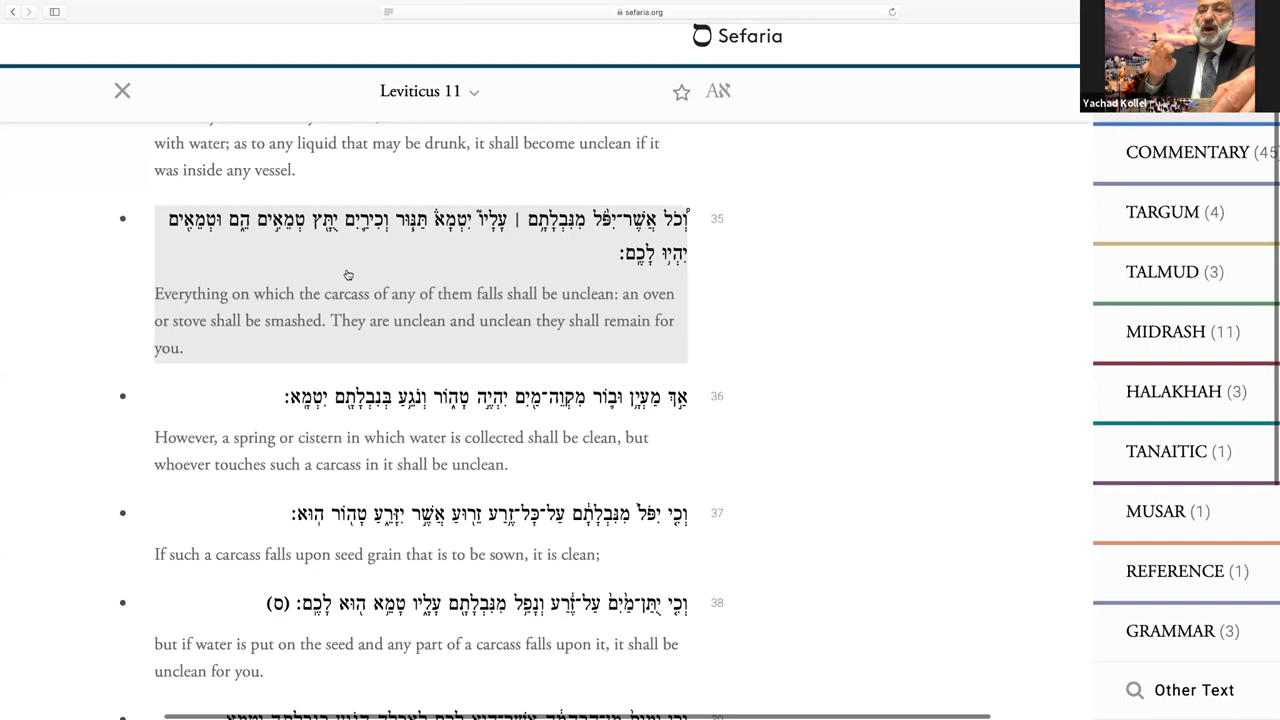 sefaria.org
Sefaria
Leviticus 11
Yachad Kollel
with water; as to any liquid that may be drunk, it shall become unclean if it
was inside any vessel.
35
וְ֠כֹל אֲשֶׁר־יִפֹּ֨ל מִנִּבְלָתָ֥ם ׀ עָלָיו֮ יִטְמָא֒ תַּנּ֧וּר וְכִירַ֛יִם יֻתָּ֖ץ טְמֵאִ֣ים הֵ֑ם וּטְמֵאִ֖ים
יִהְי֥וּ לָכֶֽם׃
Everything on which the carcass of any of them falls shall be unclean: an oven
or stove shall be smashed. They are unclean and unclean they shall remain for
you.
36
אַ֣ךְ מַעְיָ֥ן וּב֛וֹר מִקְוֵה־מַ֖יִם יִהְיֶ֣ה טָה֑וֹר וְנֹגֵ֥עַ בְּנִבְלָתָ֖ם יִטְמָֽא׃
However, a spring or cistern in which water is collected shall be clean, but
whoever touches such a carcass in it shall be unclean.
37
וְכִ֤י יִפֹּל֙ מִנִּבְלָתָ֔ם עַל־כׇּל־זֶ֥רַע זֵר֖וּעַ אֲשֶׁ֣ר יִזָּרֵ֑עַ טָה֖וֹר הֽוּא׃
If such a carcass falls upon seed grain that is to be sown, it is clean;
38
וְכִ֤י יֻתַּן־מַ֙יִם֙ עַל־זֶ֔רַע וְנָפַ֥ל מִנִּבְלָתָ֖ם עָלָ֑יו טָמֵ֥א ה֖וּא לָכֶֽם׃ (ס)
but if water is put on the seed and any part of a carcass falls upon it, it shall be
unclean for you.
COMMENTARY (45
TARGUM (4)
TALMUD (3)
MIDRASH (11)
HALAKHAH (3)
TANAITIC (1)
MUSAR (1)
REFERENCE (1)
GRAMMAR (3)
Other Text